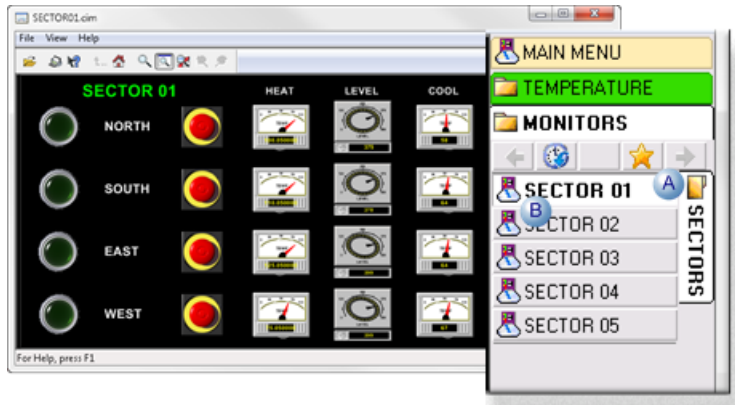 SECTOR01.cim
File View Help
SECTOR 01
HEAT LEVEL COOL
NORTH
SOUTH
EAST
WEST
For Help, press F1
MAIN MENU
TEMPERATURE
MONITORS
SECTOR 01
A
B
SECTOR 02
SECTOR 03
SECTOR 04
SECTOR 05
SECTORS